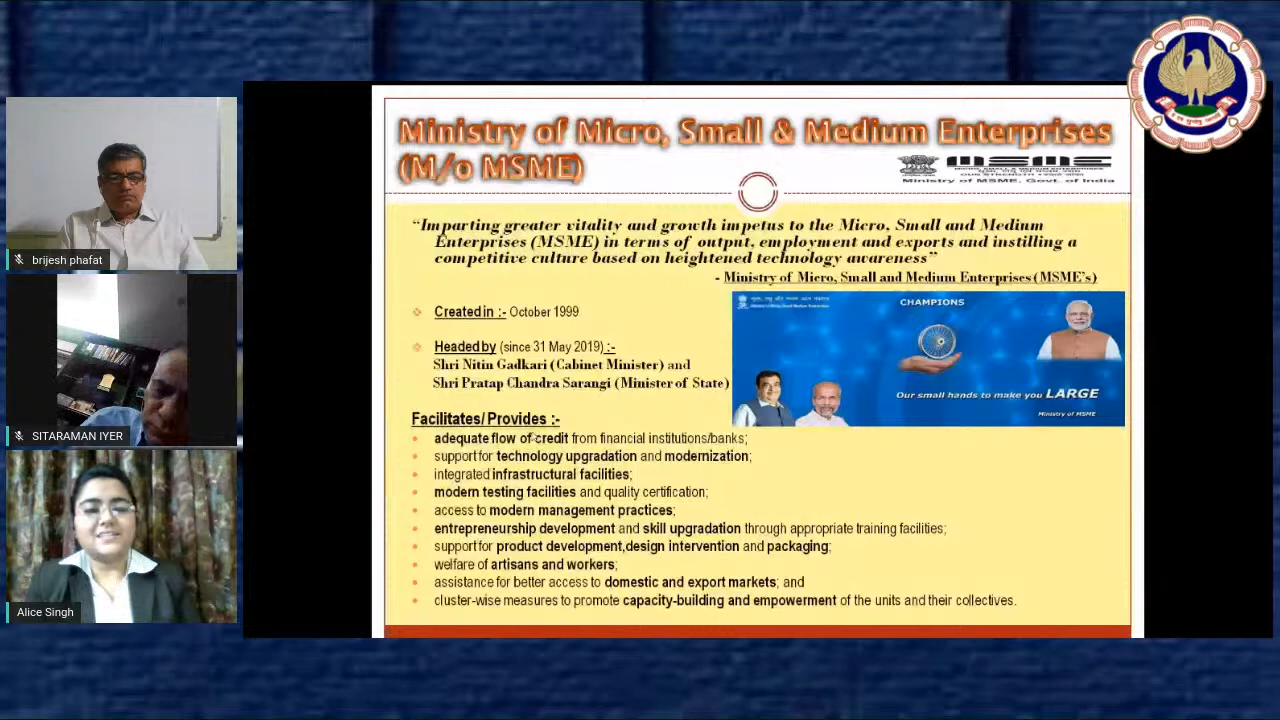 brijesh phafat
SITARAMAN IYER
Alice Singh
Ministry of Micro, Small & Medium Enterprises
(M/o MSME)
MSME
MICRO, SMALL & MEDIUM ENTERPRISES
Ministry of MSME, Govt. of India
“Imparting greater vitality and growth impetus to the Micro, Small and Medium
Enterprises (MSME) in terms of output, employment and exports and instilling a
competitive culture based on heightened technology awareness”
- Ministry of Micro, Small and Medium Enterprises (MSME's)
Created in :- October 1999
Headed by (since 31 May 2019) :-
Shri Nitin Gadkari (Cabinet Minister) and
Shri Pratap Chandra Sarangi (Minister of State)
CHAMPIONS
Our small hands to make you LARGE
Ministry of MSME
Facilitates/ Provides :-
adequate flow of credit from financial institutions/banks;
support for technology upgradation and modernization;
integrated infrastructural facilities;
modern testing facilities and quality certification;
access to modern management practices;
entrepreneurship development and skill upgradation through appropriate training facilities;
support for product development,design intervention and packaging;
welfare of artisans and workers;
assistance for better access to domestic and export markets; and
cluster-wise measures to promote capacity-building and empowerment of the units and their collectives.